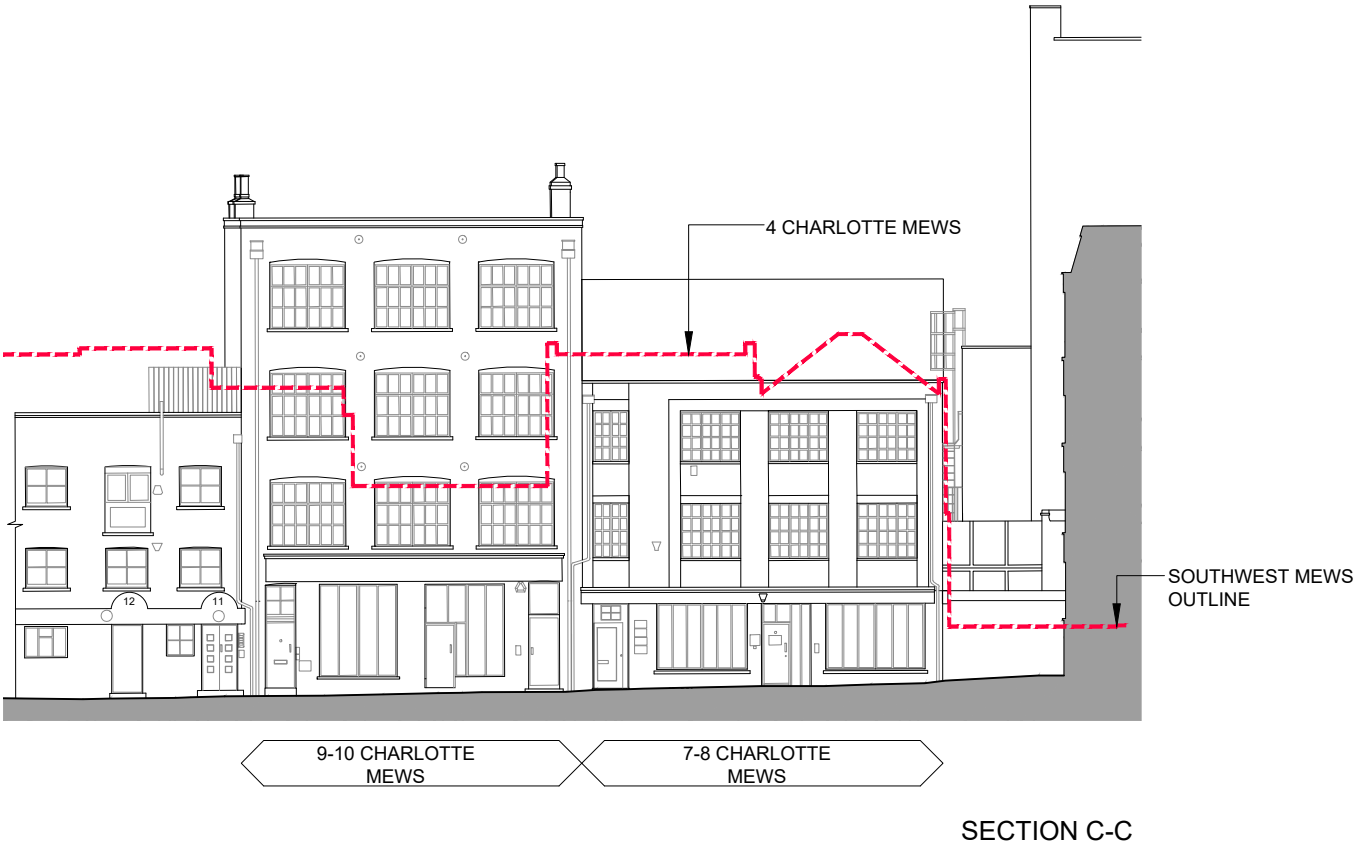 4 CHARLOTTE MEWS
12
11
SOUTHWEST MEWS
OUTLINE
9-10 CHARLOTTE
MEWS
7-8 CHARLOTTE
MEWS
SECTION C-C